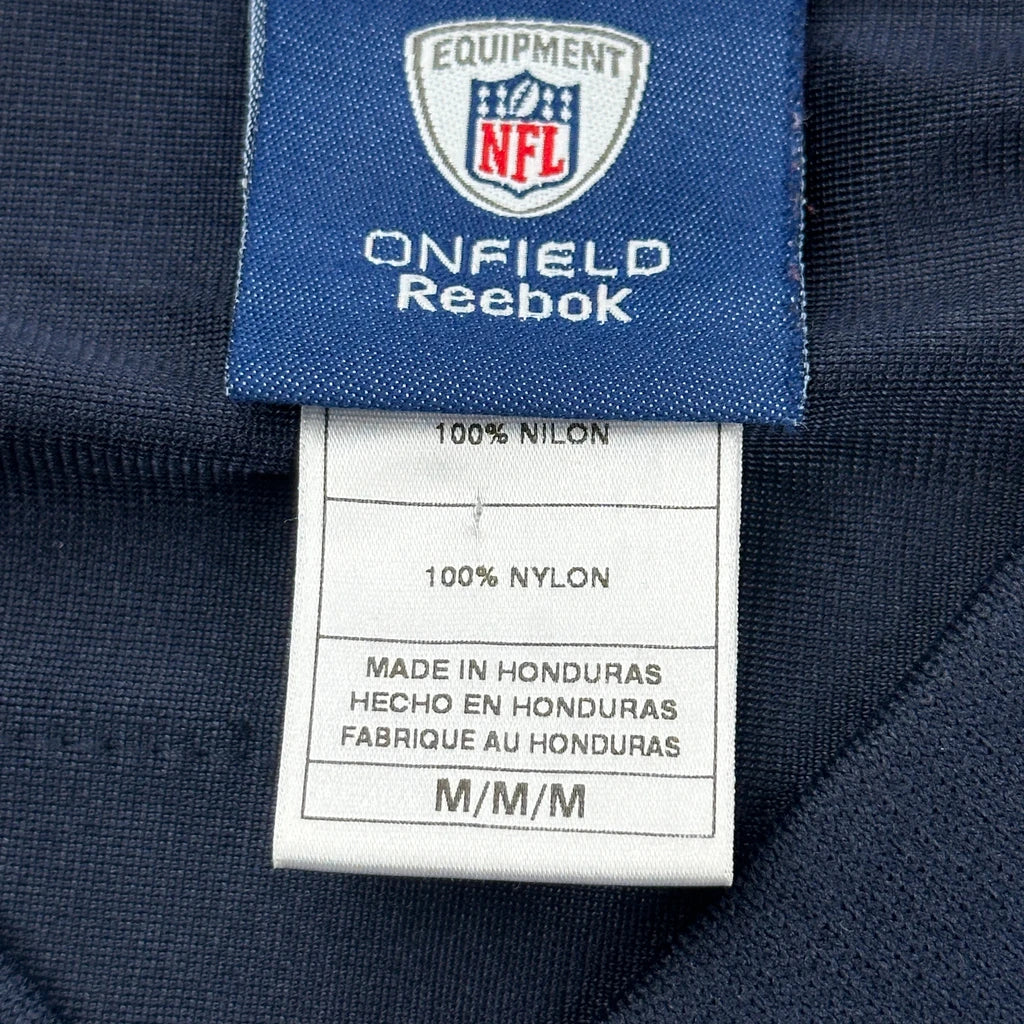 EQUIPMENT
NFL
ONFIELD
Reebok
100% NILON
100% NYLON
MADE IN HONDURAS
HECHO EN HONDURAS
FABRIQUE AU HONDURAS
M/M/M